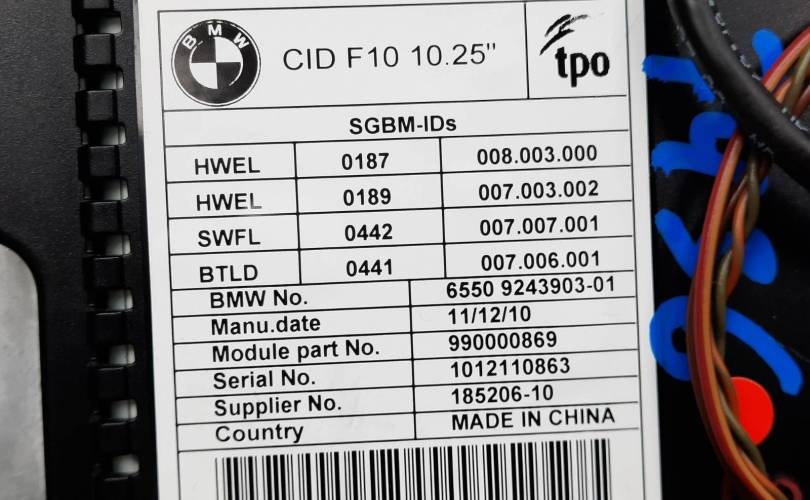 BMW
CID F10 10.25"
tpo
SGBM-IDs
HWEL 0187 008.003.000
HWEL 0189 007.003.002
SWFL 0442 007.007.001
BTLD 0441 007.006.001
BMW No. 6550 9243903-01
Manu.date 11/12/10
Module part No. 990000869
Serial No. 1012110863
Supplier No. 185206-10
Country MADE IN CHINA